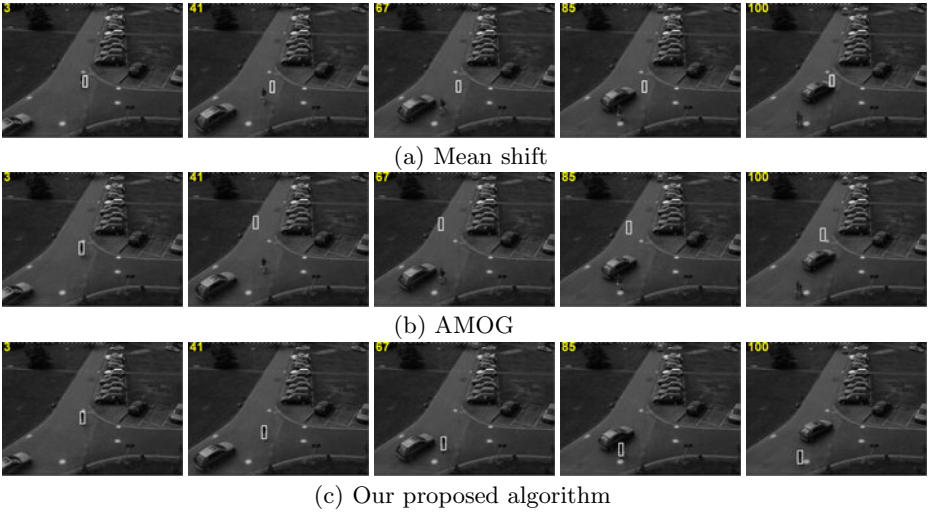 3 41 67 85 100
(a) Mean shift
3 41 67 85 100
(b) AMOG
3 41 67 85 100
(c) Our proposed algorithm